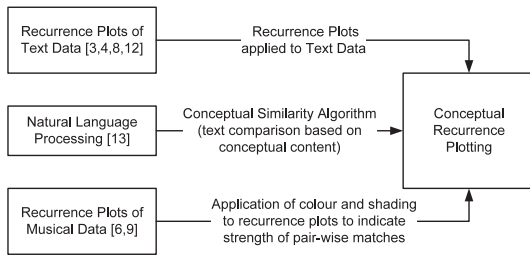 Recurrence Plots of
Text Data [3,4,8,12]
Recurrence Plots
applied to Text Data
Natural Language
Processing [13]
Conceptual Similarity Algorithm
(text comparison based on
conceptual content)
Conceptual
Recurrence
Plotting
Recurrence Plots of
Musical Data [6,9]
Application of colour and shading
to recurrence plots to indicate
strength of pair-wise matches